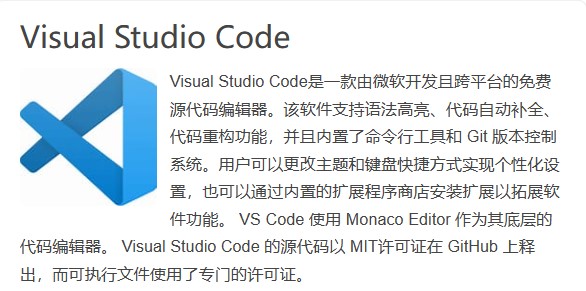 Visual Studio Code
Visual Studio Code是一款由微软开发且跨平台的免费
源代码编辑器。该软件支持语法高亮、代码自动补全、
代码重构功能，并且内置了命令行工具和 Git 版本控制
系统。用户可以更改主题和键盘快捷方式实现个性化设
置，也可以通过内置的扩展程序商店安装扩展以拓展软
件功能。 VS Code 使用 Monaco Editor 作为其底层的
代码编辑器。 Visual Studio Code 的源代码以 MIT许可证在 GitHub 上释
出，而可执行文件使用了专门的许可证。